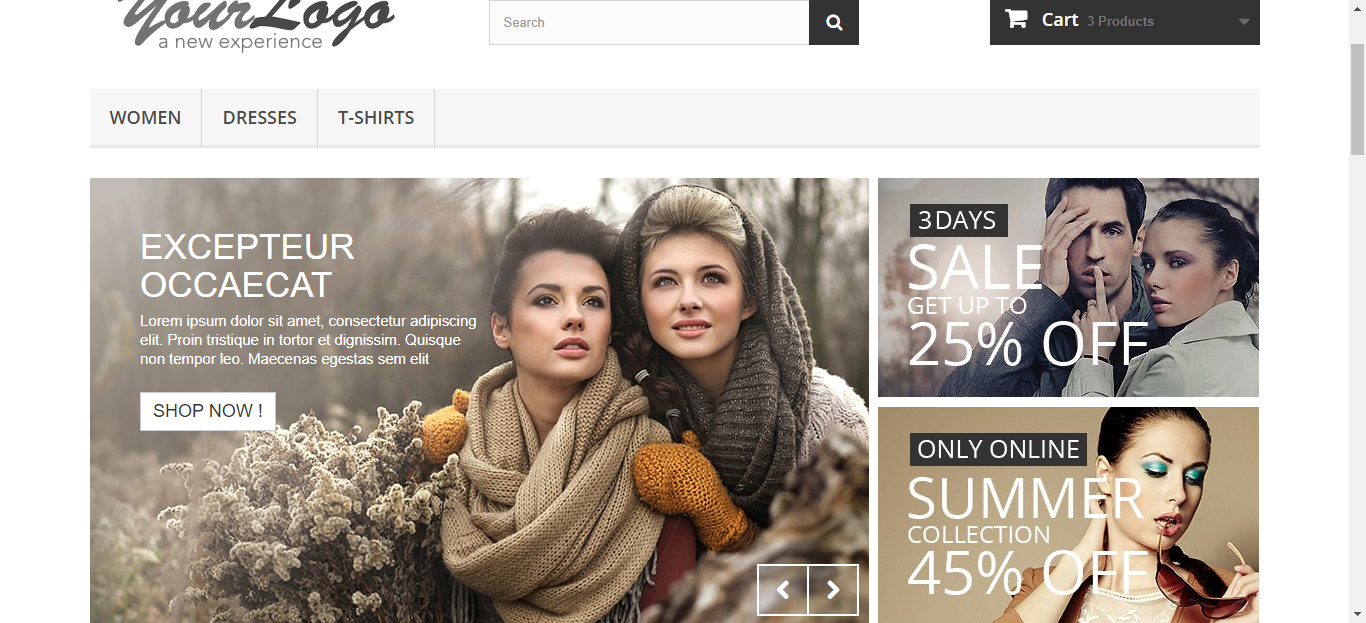 YourLogo
a new experience
Search
Cart 3 Products
WOMEN
DRESSES
T-SHIRTS
EXCEPTEUR
OCCAECAT
Lorem ipsum dolor sit amet, consectetur adipiscing
elit. Proin tristique in tortor et dignissim. Quisque
non tempor leo. Maecenas egestas sem elit
SHOP NOW !
3 DAYS
SALE
GET UP TO
25% OFF
ONLY ONLINE
SUMMER
COLLECTION
45% OFF